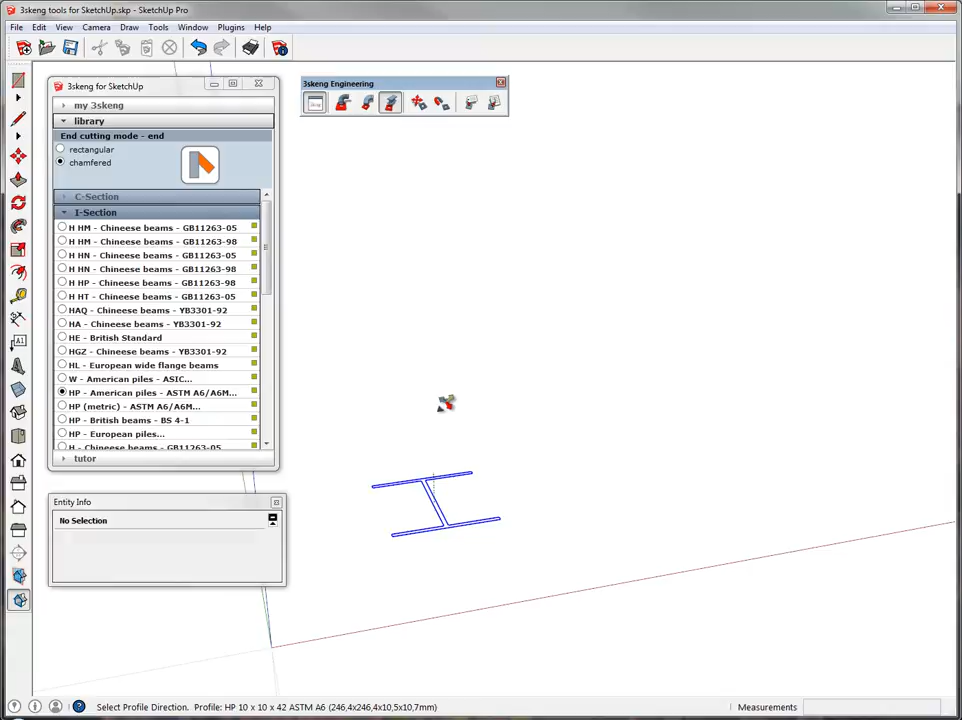 3skeng tools for SketchUp.skp - SketchUp Pro
File Edit View Camera Draw Tools Window Plugins Help
3skeng for SketchUp
3skeng Engineering
my 3skeng
library
End cutting mode - end
rectangular
chamfered
C-Section
I-Section
H HM - Chineese beams - GB11263-05
H HM - Chineese beams - GB11263-98
H HN - Chineese beams - GB11263-05
H HN - Chineese beams - GB11263-98
H HP - Chineese beams - GB11263-98
H HT - Chineese beams - GB11263-05
HAQ - Chineese beams - YB3301-92
HA - Chineese beams - YB3301-92
HE - British Standard
HGZ - Chineese beams - YB3301-92
HL - European wide flange beams
W - American piles - ASIC...
HP - American piles - ASTM A6/A6M...
HP (metric) - ASTM A6/A6M...
HP - British beams - BS 4-1
HP - European piles...
H - Chineese beams - GB11263-05
tutor
Entity Info
No Selection
Select Profile Direction. Profile: HP 10 x 10 x 42 ASTM A6 (246,4x246,4x10,5x10,7mm)
Measurements